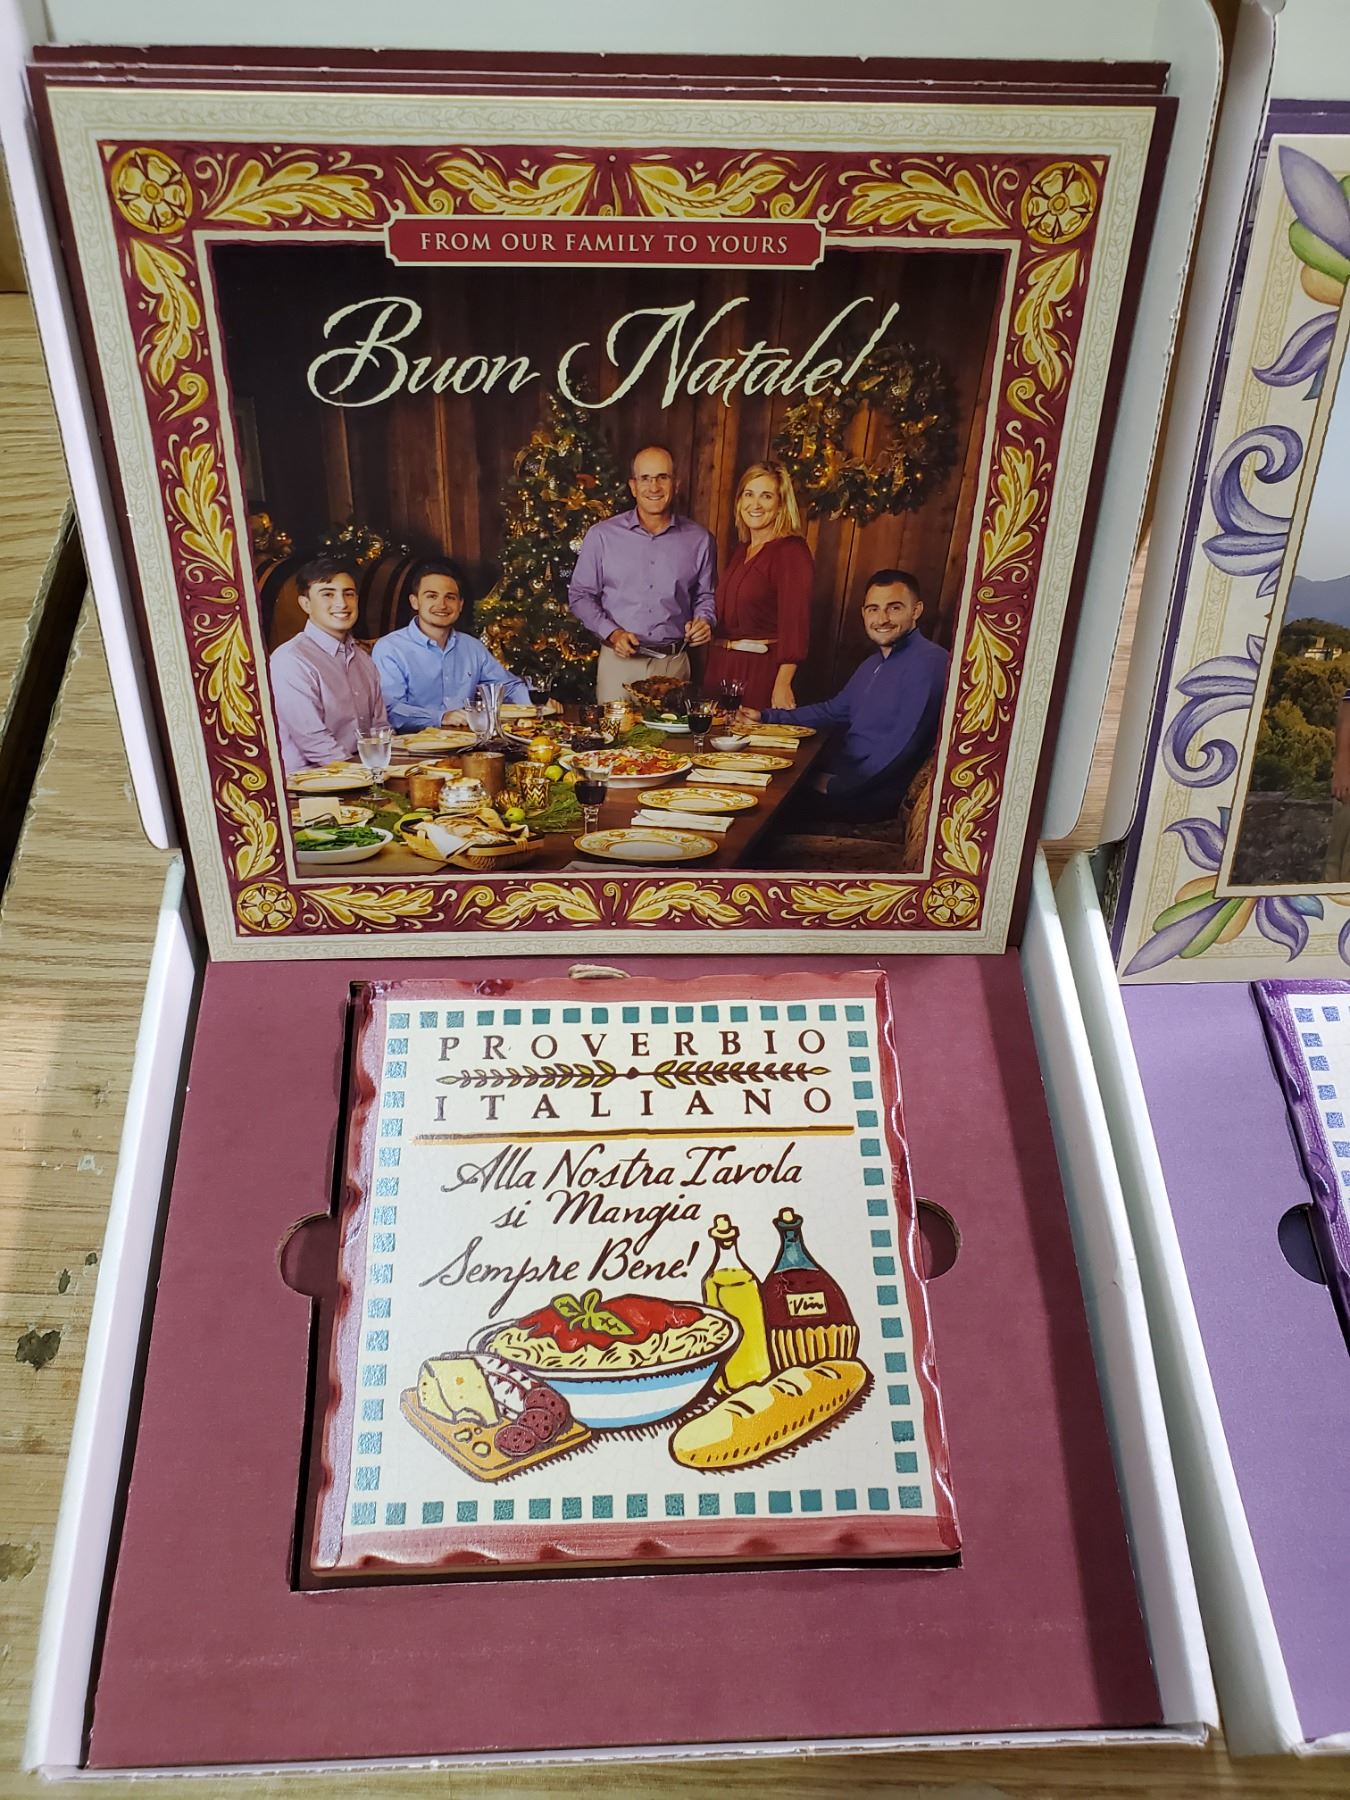 FROM OUR FAMILY TO YOURS
Buon Natale!
PROVERBIO
ITALIANO
Alla Nostra Tavola
si Mangia
Sempre Bene!
Vin